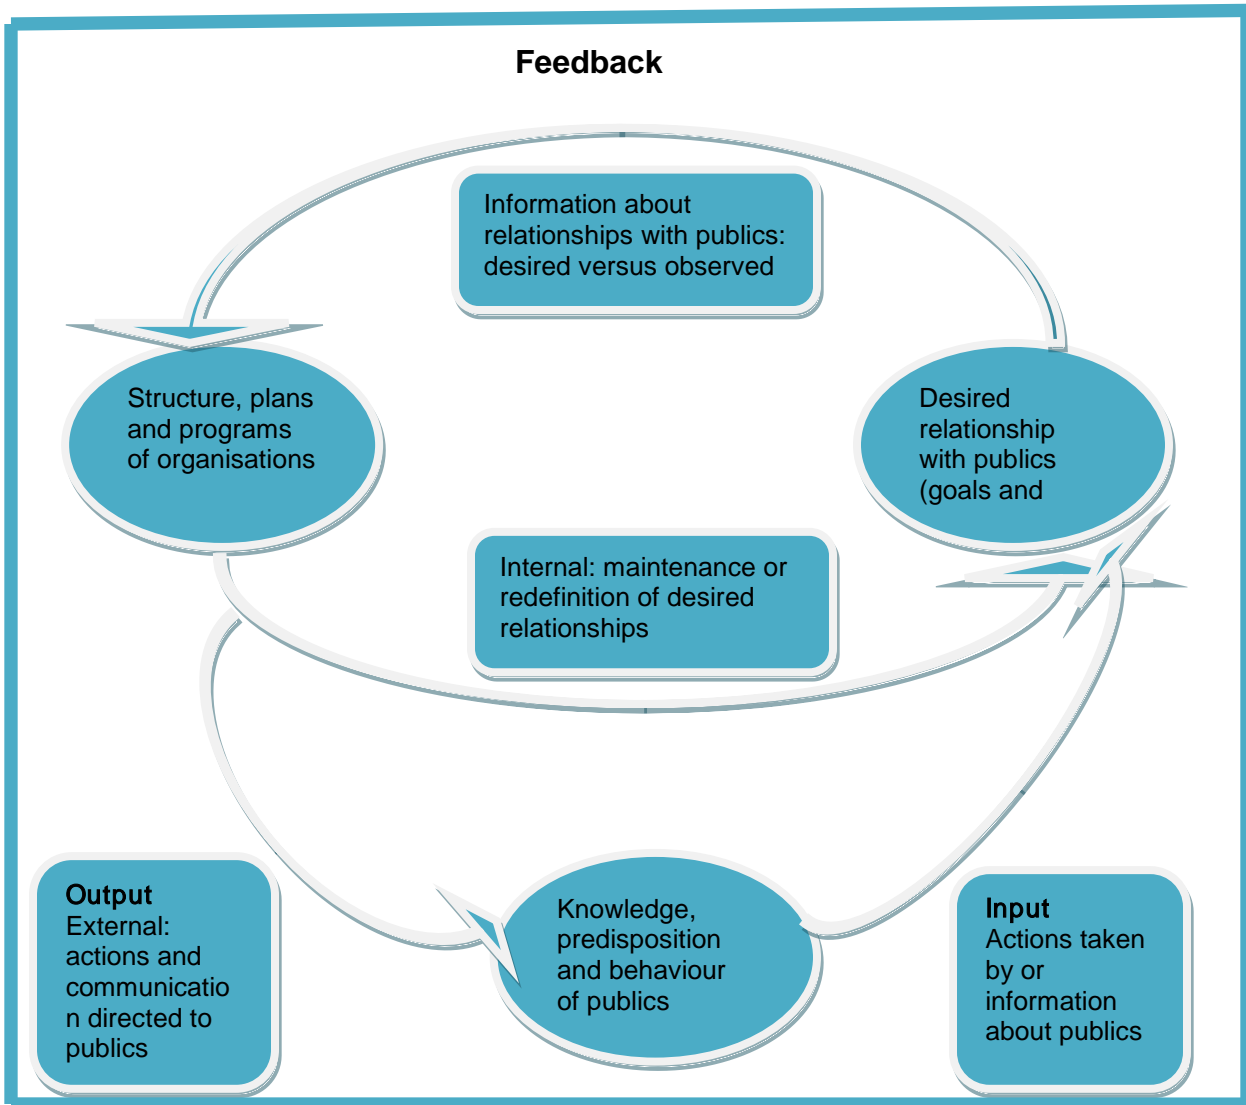 Feedback
Information about
relationships with publics:
desired versus observed
Structure, plans
and programs
of organisations
Desired
relationship
with publics
(goals and
Internal: maintenance or
redefinition of desired
relationships
Output
External:
actions and
communicatio
n directed to
publics
Knowledge,
predisposition
and behaviour
of publics
Input
Actions taken
by or
information
about publics